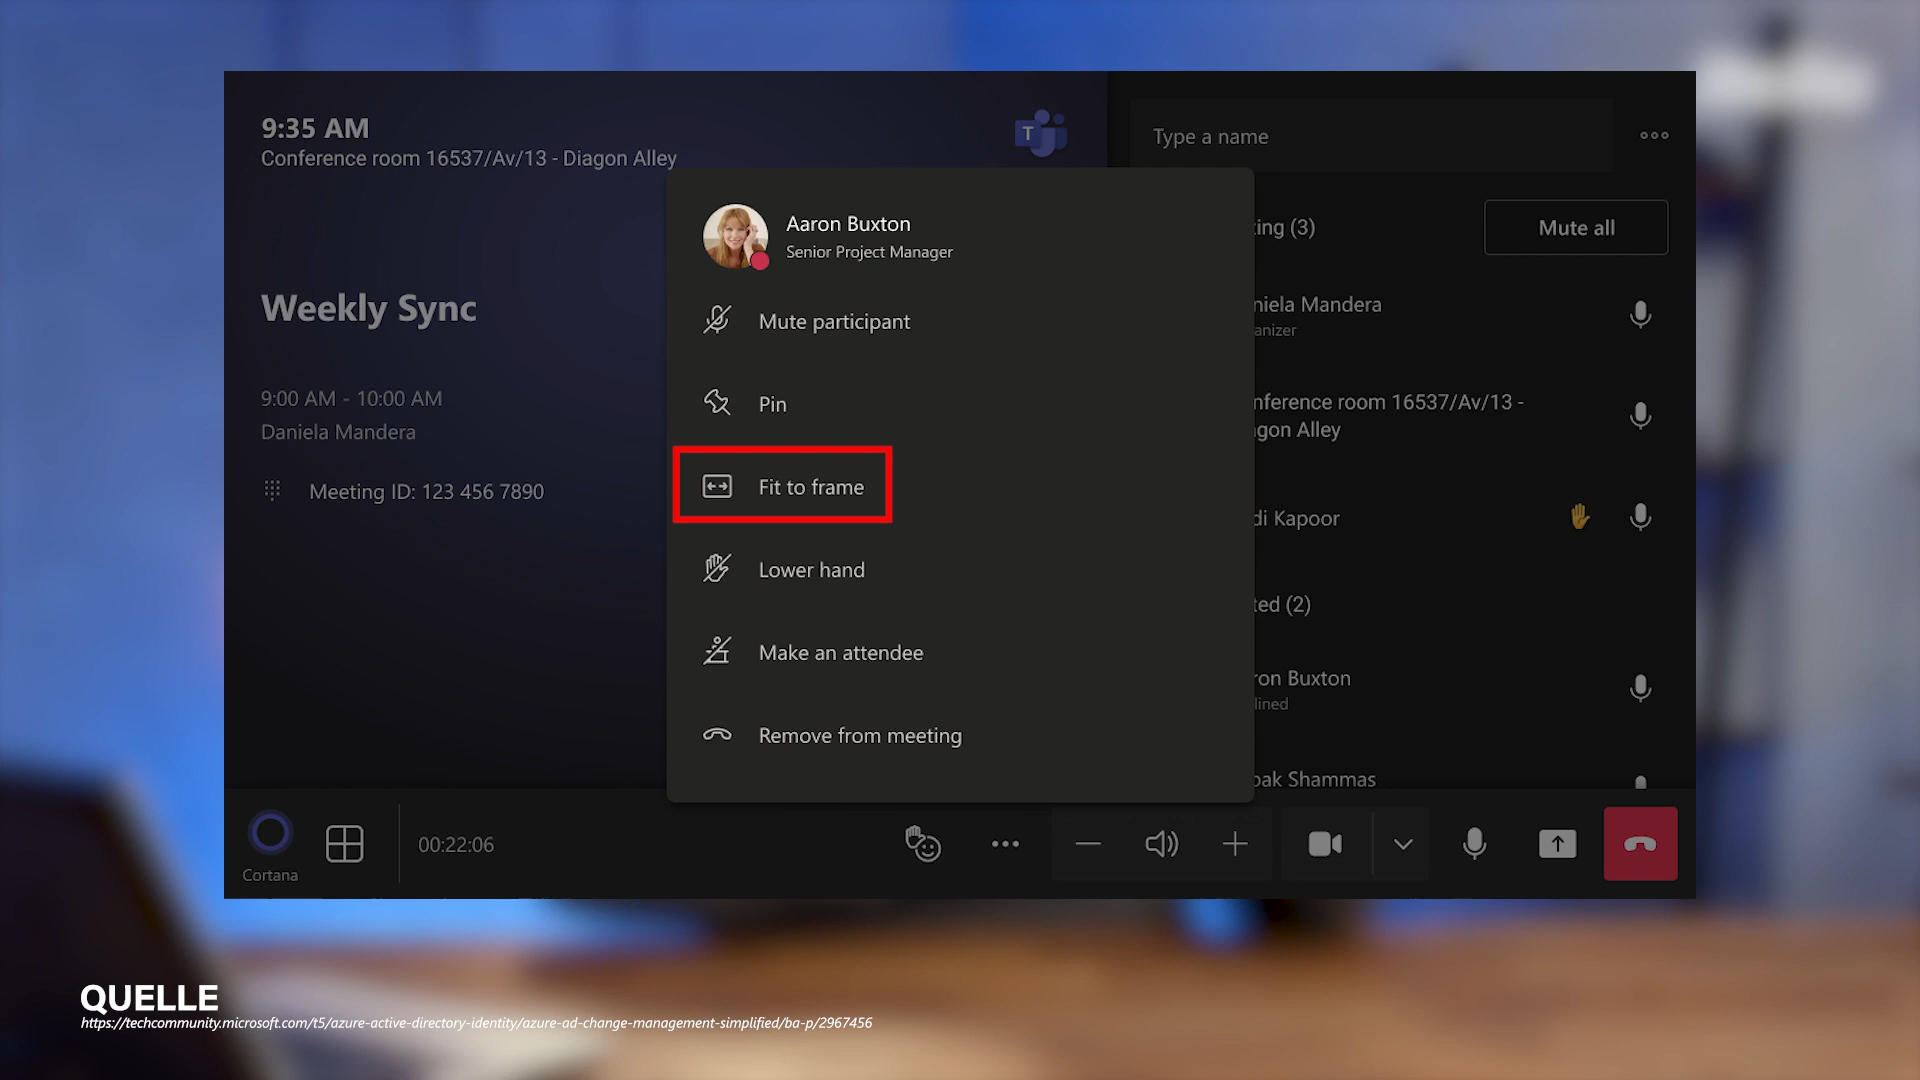 9:35 AM
Conference room 16537/Av/13 - Diagon Alley
T
Type a name
Aaron Buxton
Senior Project Manager
ing (3)
Mute all
Weekly Sync
Mute participant
niela Mandera
anizer
9:00 AM - 10:00 AM
Daniela Mandera
Pin
nference room 16537/Av/13 -
gon Alley
Meeting ID: 123 456 7890
Fit to frame
di Kapoor
Lower hand
ted (2)
Make an attendee
ron Buxton
lined
Remove from meeting
bak Shammas
00:22:06
Cortana
QUELLE
https://techcommunity.microsoft.com/t5/azure-active-directory-identity/azure-ad-change-management-simplified/ba-p/2967456